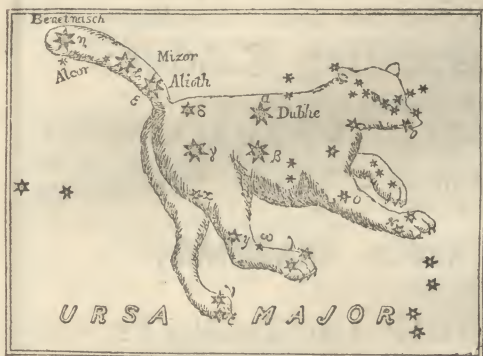 Benetnasch
η
Mizor
Alcor
ζ
Alioth
ε
δ
α
Dubhe
γ
β
χ
ο
ψ
ω
λ
URSA MAJOR